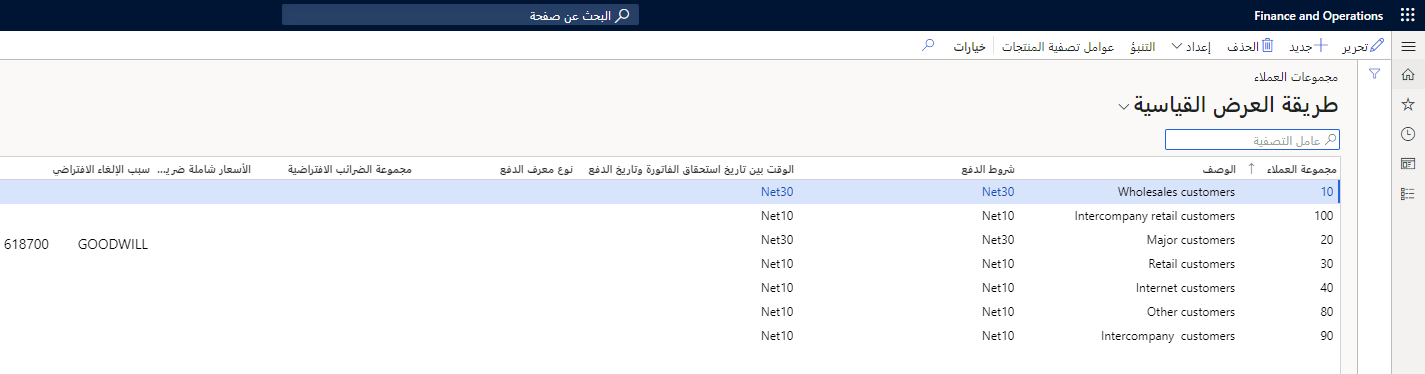 Finance and Operations
البحث عن صفحة
تحرير جديد الحذف إعداد التنبؤ عوامل تصفية المنتجات خيارات
مجموعات العملاء
طريقة العرض القياسية
عامل التصفية
مجموعة العملاء ↑ الوصف شروط الدفع الوقت بين تاريخ استحقاق الفاتورة وتاريخ الدفع نوع معرف الدفع مجموعة الضرائب الافتراضية الأسعار شاملة ضريـ... سبب الإلغاء الافتراضي
10 Wholesales customers Net30 Net30
100 Intercompany retail customers Net10 Net10
20 Major customers Net30 Net30 GOODWILL 618700
30 Retail customers Net10 Net10
40 Internet customers Net10 Net10
80 Other customers Net10 Net10
90 Intercompany customers Net10 Net10